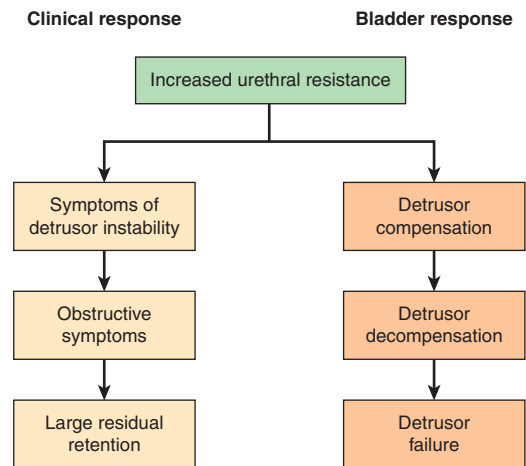 Clinical response
Bladder response
Increased urethral resistance
Symptoms of
detrusor instability
Detrusor
compensation
Obstructive
symptoms
Detrusor
decompensation
Large residual
retention
Detrusor
failure